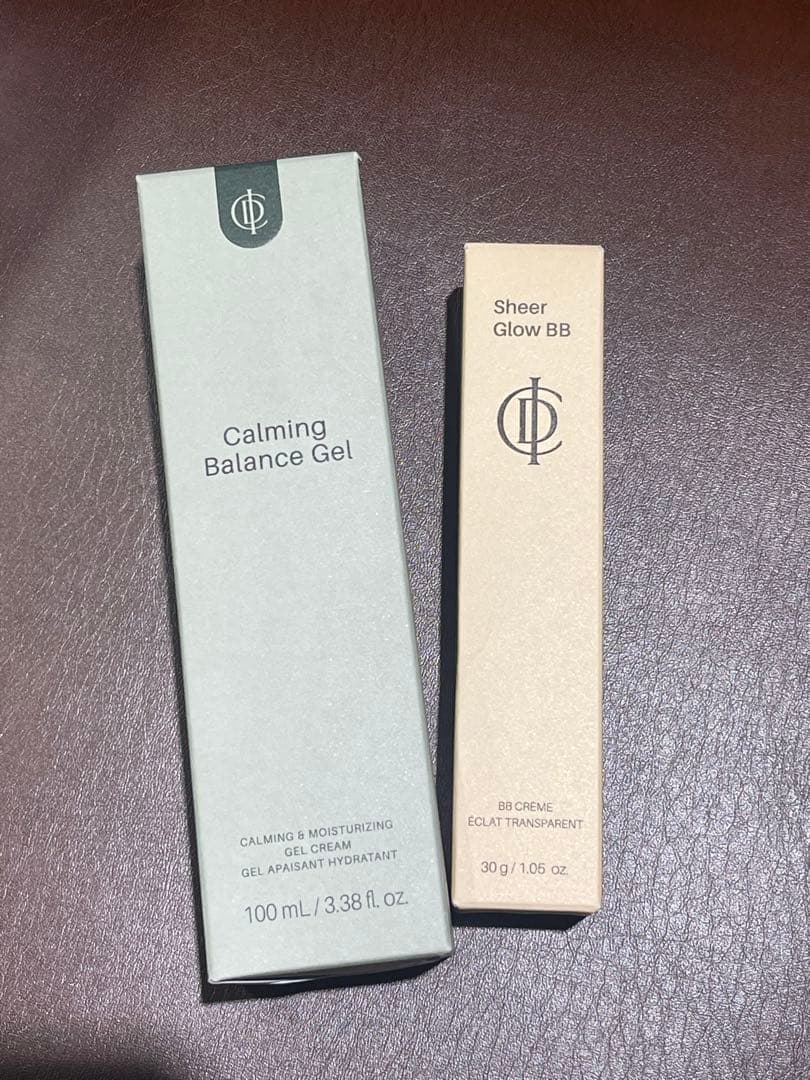 Calming
Balance Gel
CALMING & MOISTURIZING
GEL CREAM
GEL APAISANT HYDRATANT
100 mL / 3.38 fl. oz.
Sheer
Glow BB
BB CRÈME
ÉCLAT TRANSPARENT
30 g / 1.05 oz.